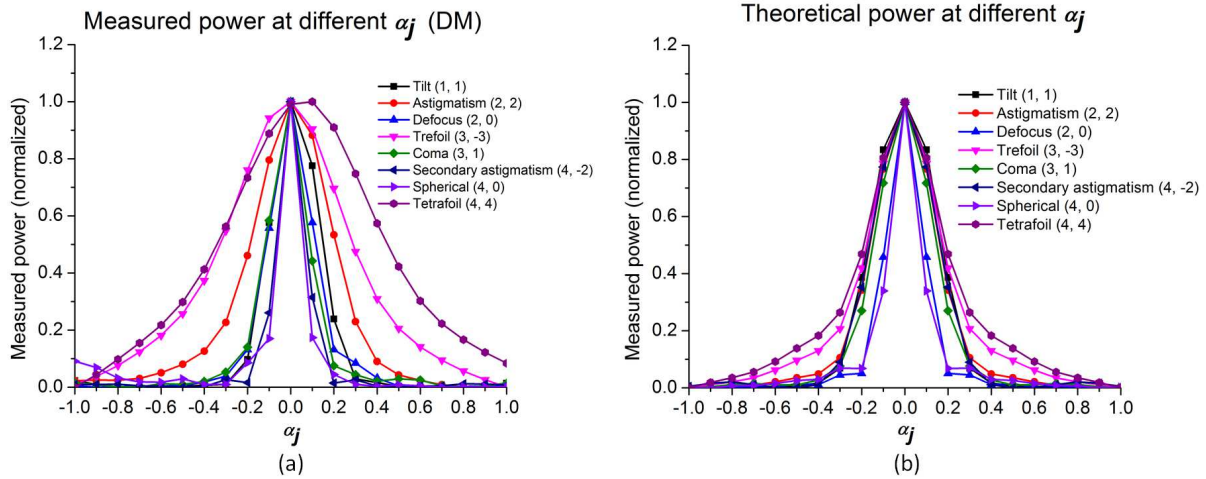 Measured power at different αj (DM)
Measured power (normalized)
1.2
1.0
0.8
0.6
0.4
0.2
0.0
Tilt (1, 1)
Astigmatism (2, 2)
Defocus (2, 0)
Trefoil (3, -3)
Coma (3, 1)
Secondary astigmatism (4, -2)
Spherical (4, 0)
Tetrafoil (4, 4)
-1.0 -0.8 -0.6 -0.4 -0.2 0.0 0.2 0.4 0.6 0.8 1.0
αj
(a)
Theoretical power at different αj
Measured power (normalized)
1.2
1.0
0.8
0.6
0.4
0.2
0.0
Tilt (1, 1)
Astigmatism (2, 2)
Defocus (2, 0)
Trefoil (3, -3)
Coma (3, 1)
Secondary astigmatism (4, -2)
Spherical (4, 0)
Tetrafoil (4, 4)
-1.0 -0.8 -0.6 -0.4 -0.2 0.0 0.2 0.4 0.6 0.8 1.0
αj
(b)